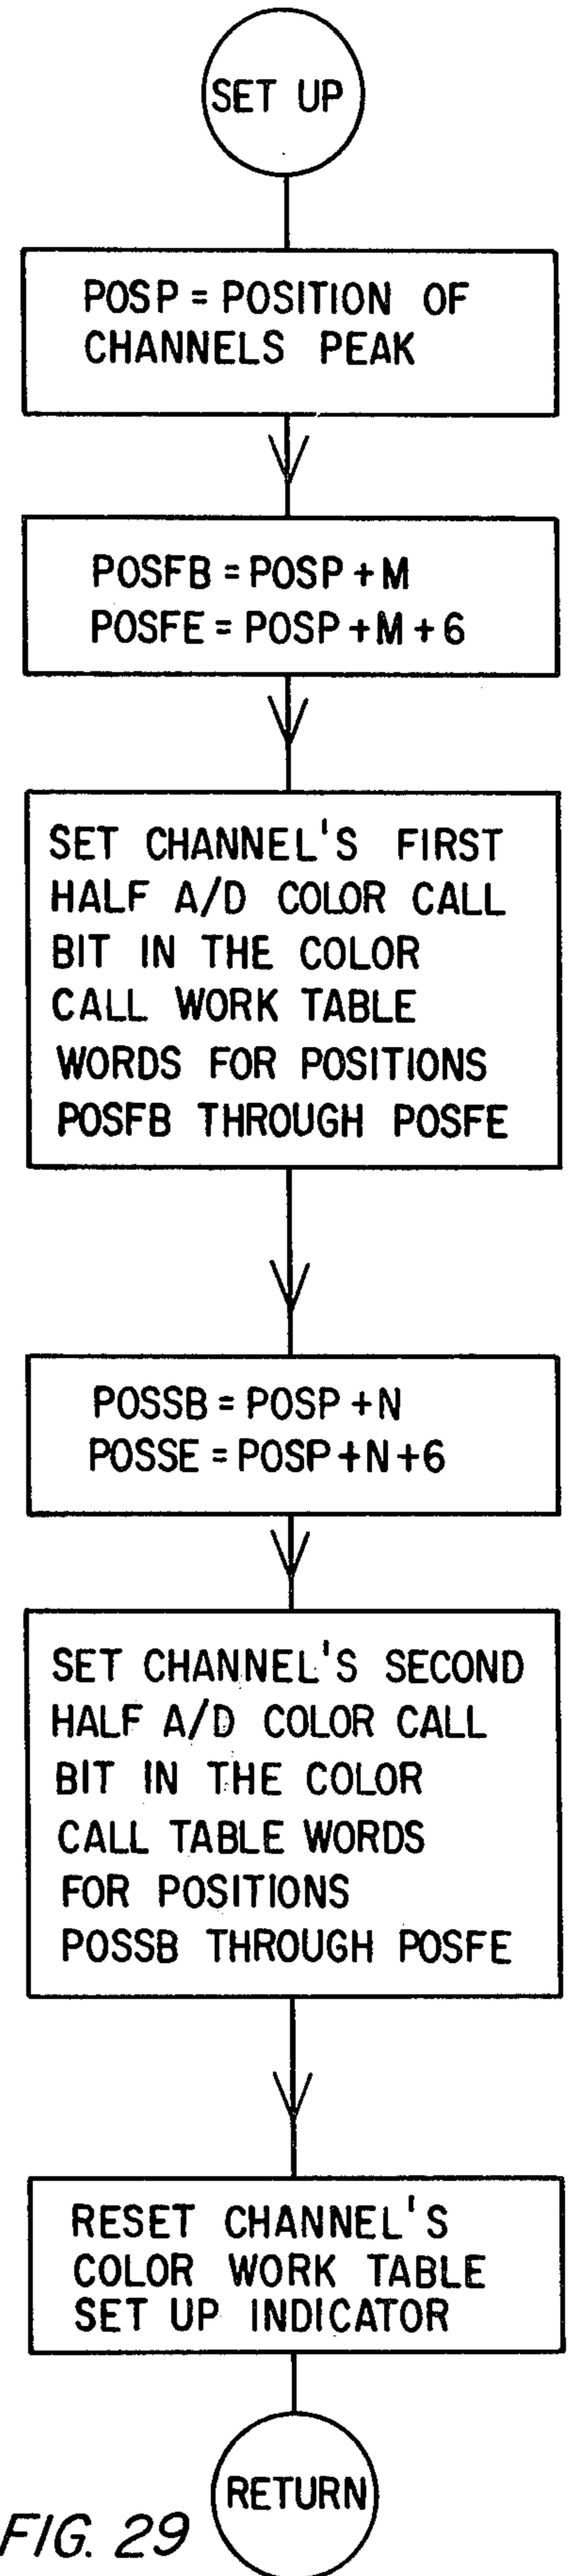 SET UP
POSP = POSITION OF
CHANNELS PEAK
POSFB = POSP + M
POSFE = POSP + M + 6
SET CHANNEL'S FIRST
HALF A/D COLOR CALL
BIT IN THE COLOR
CALL WORK TABLE
WORDS FOR POSITIONS
POSFB THROUGH POSFE
POSSB = POSP + N
POSSE = POSP + N + 6
SET CHANNEL'S SECOND
HALF A/D COLOR CALL
BIT IN THE COLOR
CALL TABLE WORDS
FOR POSITIONS
POSSB THROUGH POSFE
RESET CHANNEL'S
COLOR WORK TABLE
SET UP INDICATOR
RETURN
FIG. 29